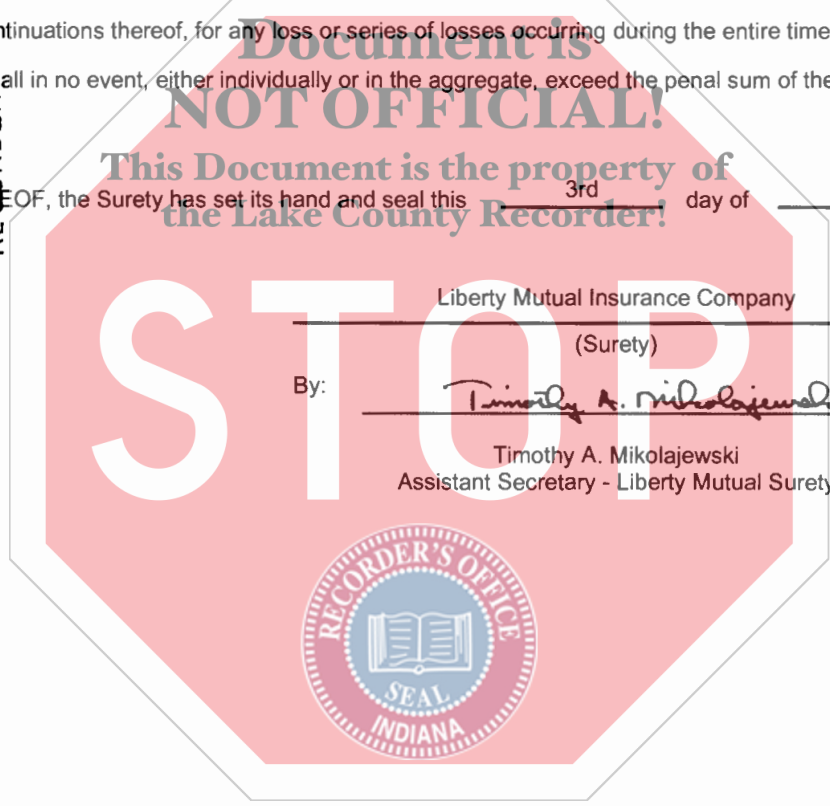 ntinuations thereof, for any loss or series of losses occurring during the entire time
Document is
all in no event, either individually or in the aggregate, exceed the penal sum of the
NOT OFFICIAL!
This Document is the property of
EOF, the Surety has set its hand and seal this 3rd day of
the Lake County Recorder!
Liberty Mutual Insurance Company
(Surety)
STOP
By: Timothy A. Mikolajewski
Timothy A. Mikolajewski
Assistant Secretary - Liberty Mutual Surety
RECORDER'S OFFICE
SEAL
INDIANA